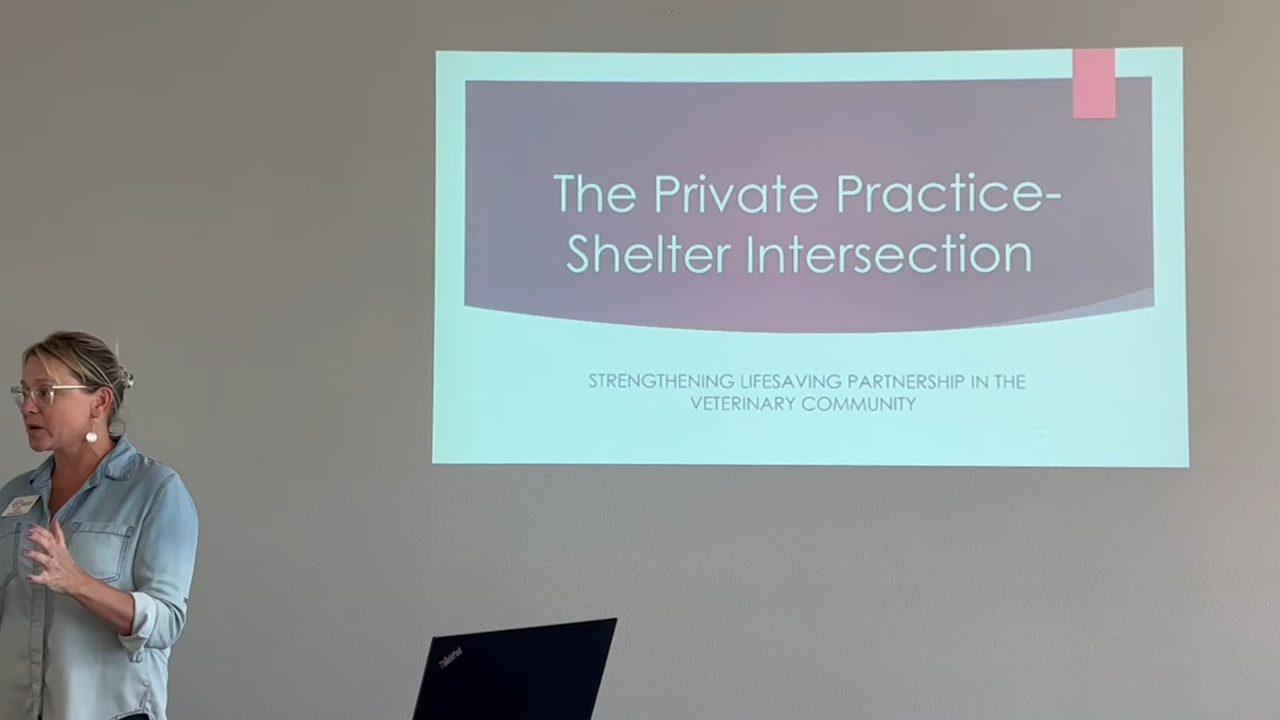 The Private Practice-
Shelter Intersection
STRENGTHENING LIFESAVING PARTNERSHIP IN THE
VETERINARY COMMUNITY
ThinkPad